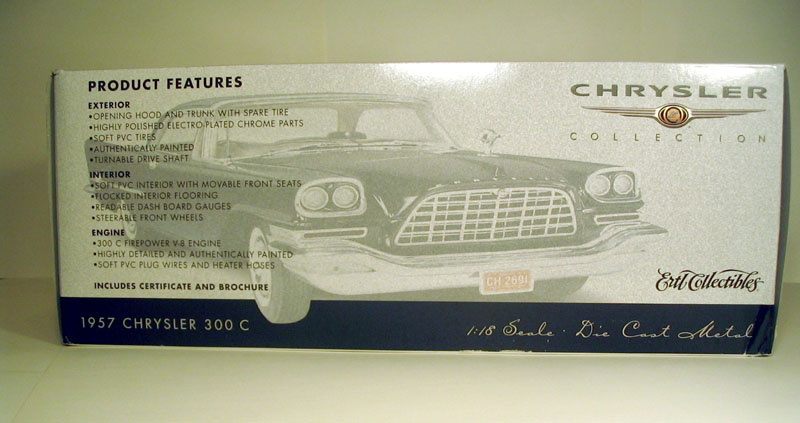 PRODUCT FEATURES
EXTERIOR
•OPENING HOOD AND TRUNK WITH SPARE TIRE
•HIGHLY POLISHED ELECTRO-PLATED CHROME PARTS
•SOFT PVC TIRES
•AUTHENTICALLY PAINTED
•TURNABLE DRIVE SHAFT
INTERIOR
•SOFT PVC INTERIOR WITH MOVABLE FRONT SEATS
•FLOCKED INTERIOR FLOORING
•READABLE DASH BOARD GAUGES
•STEERABLE FRONT WHEELS
ENGINE
•300 C FIREPOWER V-8 ENGINE
•HIGHLY DETAILED AND AUTHENTICALLY PAINTED
•SOFT PVC PLUG WIRES AND HEATER HOSES
INCLUDES CERTIFICATE AND BROCHURE
CHRYSLER
COLLECTION
CH 2691
Ertl Collectibles
1957 CHRYSLER 300 C
1:18 Scale · Die Cast Metal